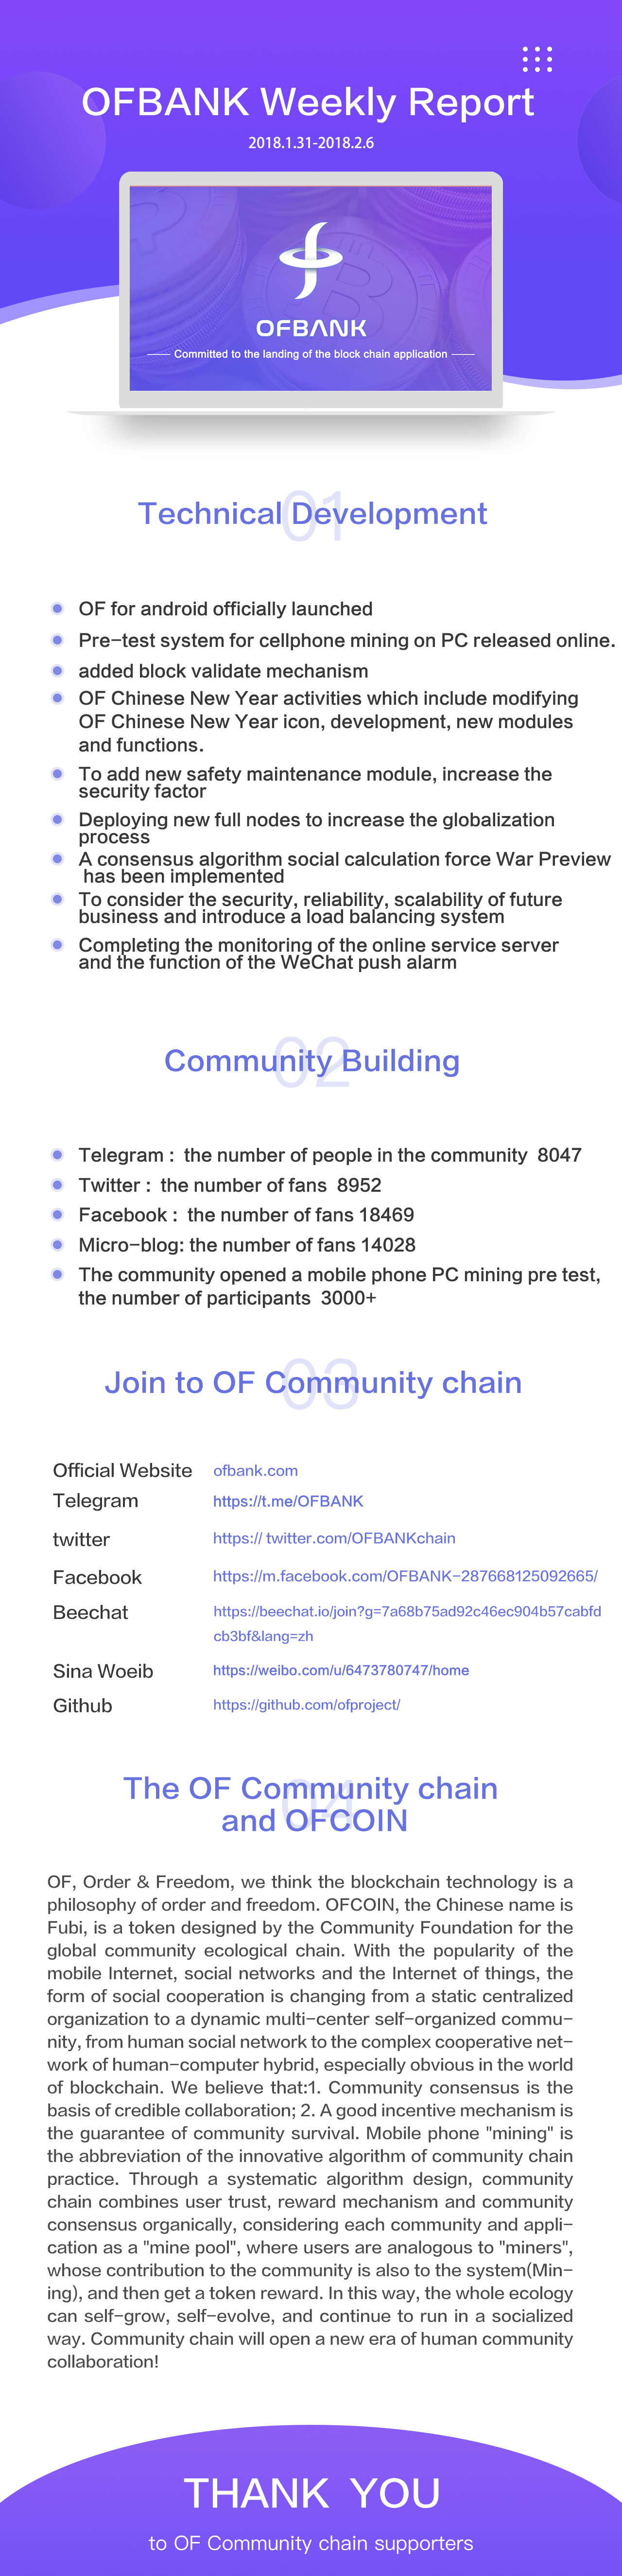 OFBANK Weekly Report
2018.1.31-2018.2.6
OFBANK
Committed to the landing of the block chain application
01
Technical Development
OF for android officially launched
Pre-test system for cellphone mining on PC released online.
added block validate mechanism
OF Chinese New Year activities which include modifying
OF Chinese New Year icon, development, new modules
and functions.
To add new safety maintenance module, increase the
security factor
Deploying new full nodes to increase the globalization
process
A consensus algorithm social calculation force War Preview
has been implemented
To consider the security, reliability, scalability of future
business and introduce a load balancing system
Completing the monitoring of the online service server
and the function of the WeChat push alarm
02
Community Building
Telegram : the number of people in the community 8047
Twitter : the number of fans 8952
Facebook : the number of fans 18469
Micro-blog: the number of fans 14028
The community opened a mobile phone PC mining pre test,
the number of participants 3000+
03
Join to OF Community chain
Official Website ofbank.com
Telegram https://t.me/OFBANK
twitter https:// twitter.com/OFBANKchain
Facebook https://m.facebook.com/OFBANK-287668125092665/
Beechat https://beechat.io/join?g=7a68b75ad92c46ec904b57cabfd
cb3bf&lang=zh
Sina Woeib https://weibo.com/u/6473780747/home
Github https://github.com/ofproject/
04
The OF Community chain
and OFCOIN
OF, Order & Freedom, we think the blockchain technology is a
philosophy of order and freedom. OFCOIN, the Chinese name is
Fubi, is a token designed by the Community Foundation for the
global community ecological chain. With the popularity of the
mobile Internet, social networks and the Internet of things, the
form of social cooperation is changing from a static centralized
organization to a dynamic multi-center self-organized commu-
nity, from human social network to the complex cooperative net-
work of human-computer hybrid, especially obvious in the world
of blockchain. We believe that:1. Community consensus is the
basis of credible collaboration; 2. A good incentive mechanism is
the guarantee of community survival. Mobile phone "mining" is
the abbreviation of the innovative algorithm of community chain
practice. Through a systematic algorithm design, community
chain combines user trust, reward mechanism and community
consensus organically, considering each community and appli-
cation as a "mine pool", where users are analogous to "miners",
whose contribution to the community is also to the system(Min-
ing), and then get a token reward. In this way, the whole ecology
can self-grow, self-evolve, and continue to run in a socialized
way. Community chain will open a new era of human community
collaboration!
THANK YOU
to OF Community chain supporters